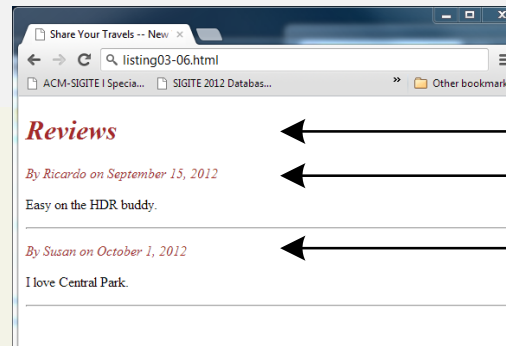 Share Your Travels -- New
listing03-06.html
ACM-SIGITE I Specia... SIGITE 2012 Databas... » Other bookmark
Reviews
By Ricardo on September 15, 2012
Easy on the HDR buddy.
By Susan on October 1, 2012
I love Central Park.